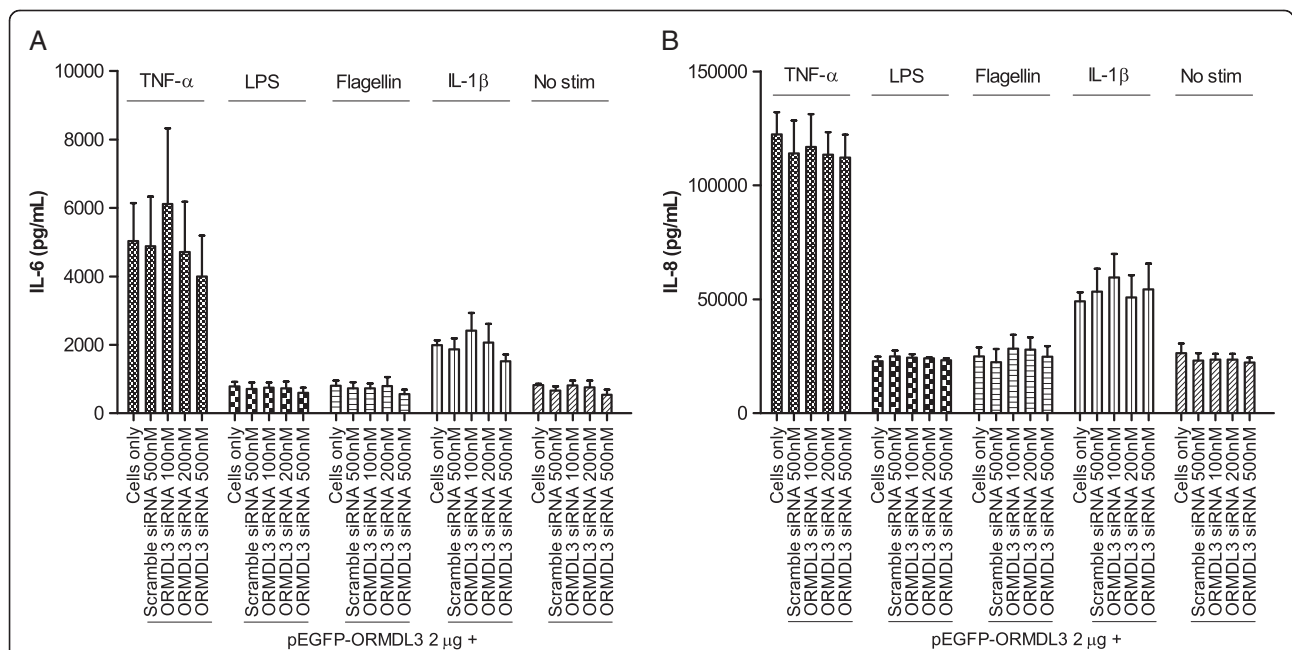 A
TNF-α LPS Flagellin IL-1β No stim
10000
8000
6000
4000
2000
0
IL-6 (pg/mL)
Cells only
Scramble siRNA 500nM
ORMDL3 siRNA 100nM
ORMDL3 siRNA 200nM
ORMDL3 siRNA 500nM
Cells only
Scramble siRNA 500nM
ORMDL3 siRNA 100nM
ORMDL3 siRNA 200nM
ORMDL3 siRNA 500nM
Cells only
Scramble siRNA 500nM
ORMDL3 siRNA 100nM
ORMDL3 siRNA 200nM
ORMDL3 siRNA 500nM
Cells only
Scramble siRNA 500nM
ORMDL3 siRNA 100nM
ORMDL3 siRNA 200nM
ORMDL3 siRNA 500nM
Cells only
Scramble siRNA 500nM
ORMDL3 siRNA 100nM
ORMDL3 siRNA 200nM
ORMDL3 siRNA 500nM
pEGFP-ORMDL3 2 μg +
B
TNF-α LPS Flagellin IL-1β No stim
150000
100000
50000
0
IL-8 (pg/mL)
Cells only
Scramble siRNA 500nM
ORMDL3 siRNA 100nM
ORMDL3 siRNA 200nM
ORMDL3 siRNA 500nM
Cells only
Scramble siRNA 500nM
ORMDL3 siRNA 100nM
ORMDL3 siRNA 200nM
ORMDL3 siRNA 500nM
Cells only
Scramble siRNA 500nM
ORMDL3 siRNA 100nM
ORMDL3 siRNA 200nM
ORMDL3 siRNA 500nM
Cells only
Scramble siRNA 500nM
ORMDL3 siRNA 100nM
ORMDL3 siRNA 200nM
ORMDL3 siRNA 500nM
Cells only
Scramble siRNA 500nM
ORMDL3 siRNA 100nM
ORMDL3 siRNA 200nM
ORMDL3 siRNA 500nM
pEGFP-ORMDL3 2 μg +